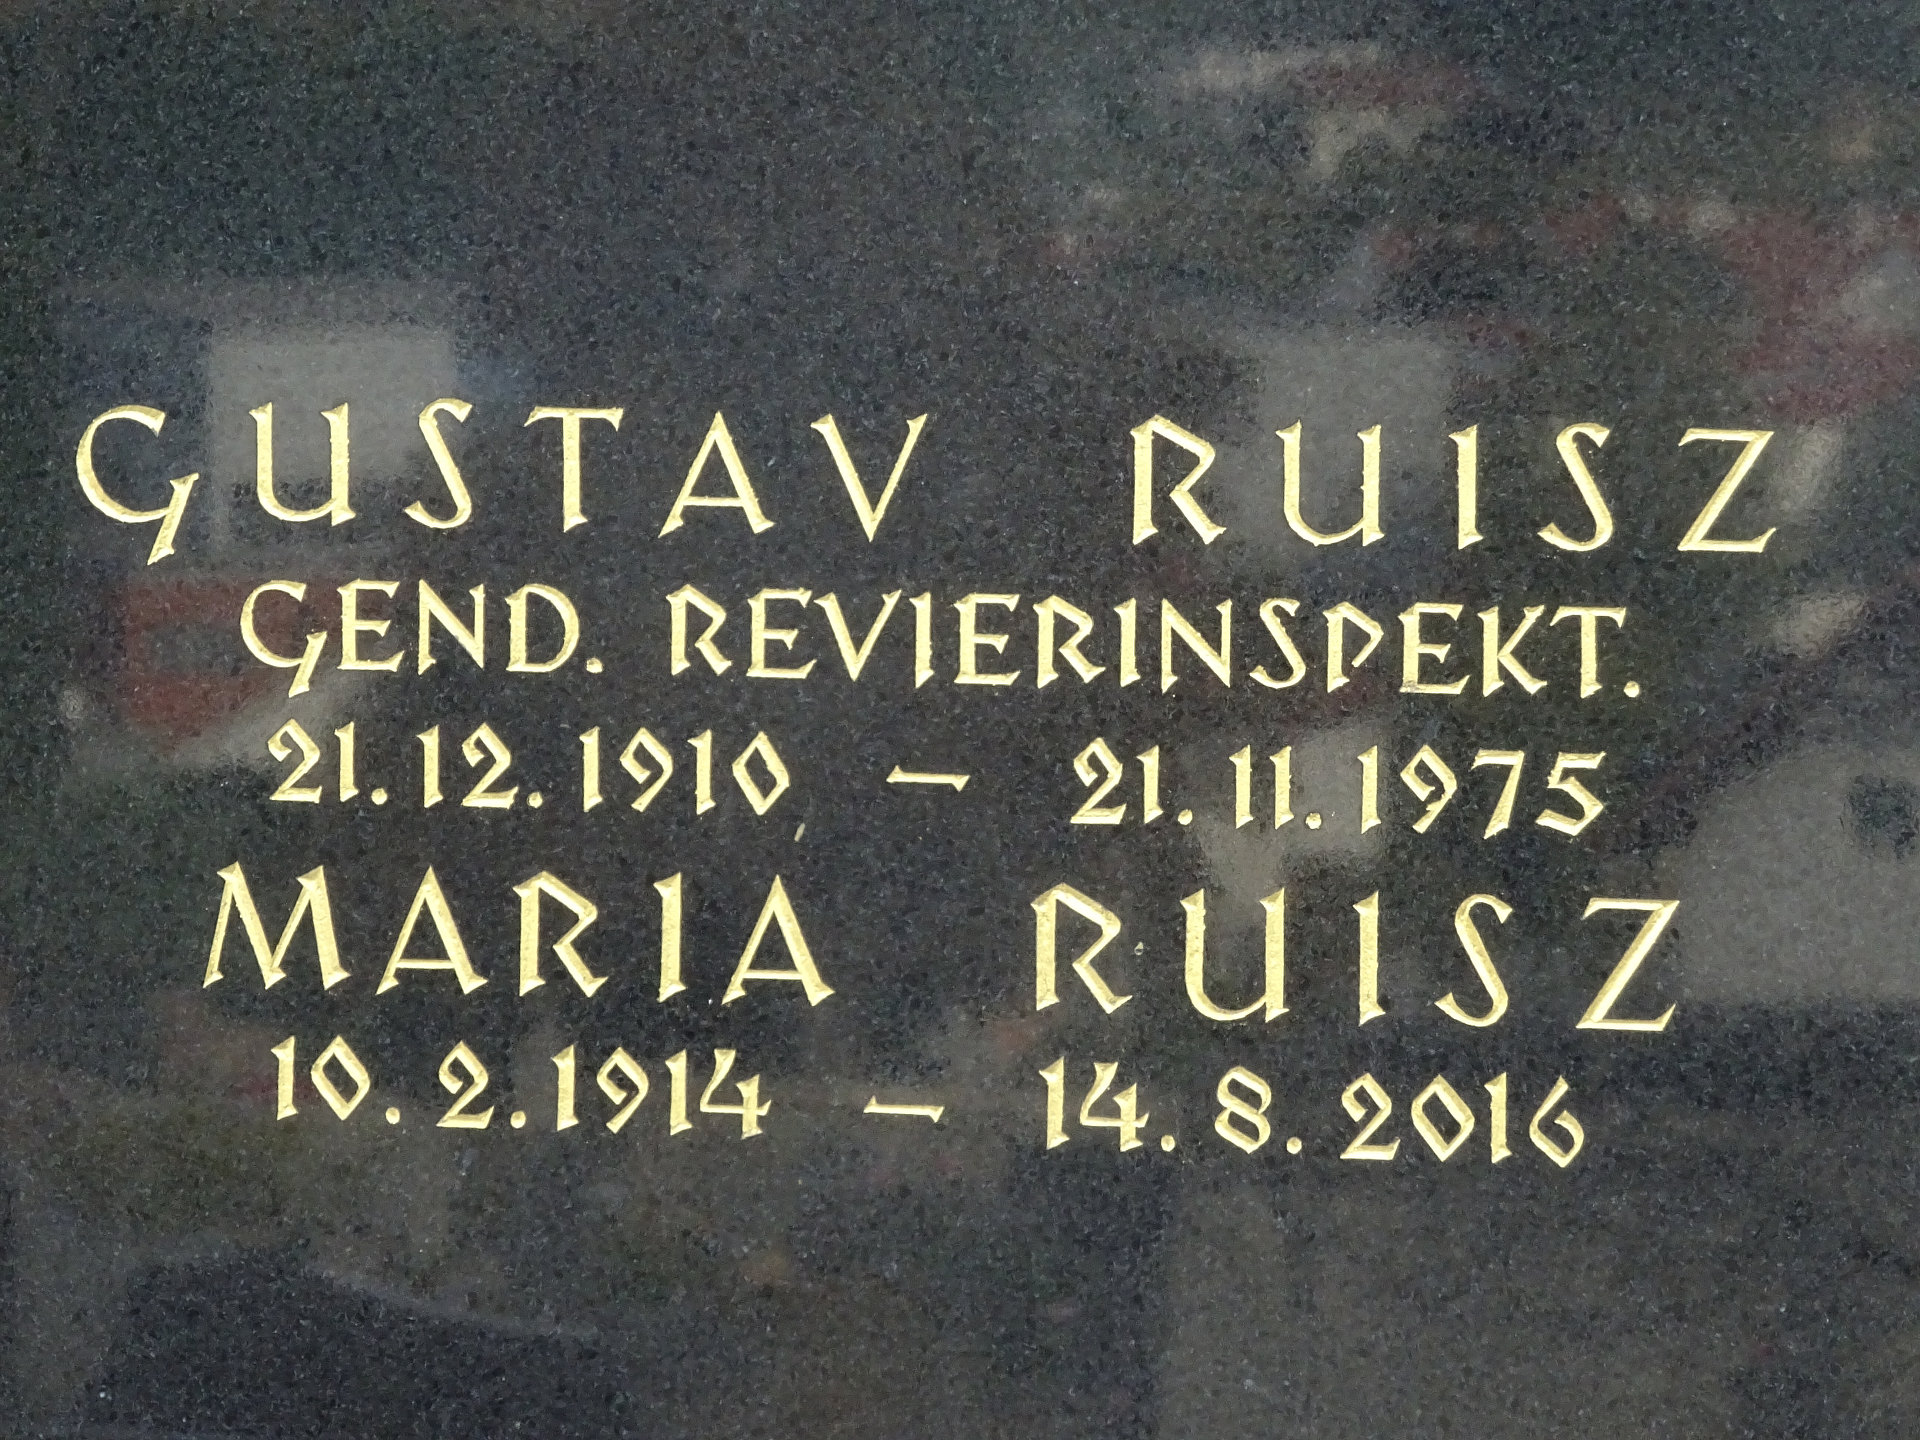 GUSTAV RUISZ
GEND. REVIERINSPEKT.
21.12.1910 – 21.11.1975
MARIA RUISZ
10.2.1914 – 14.8.2016